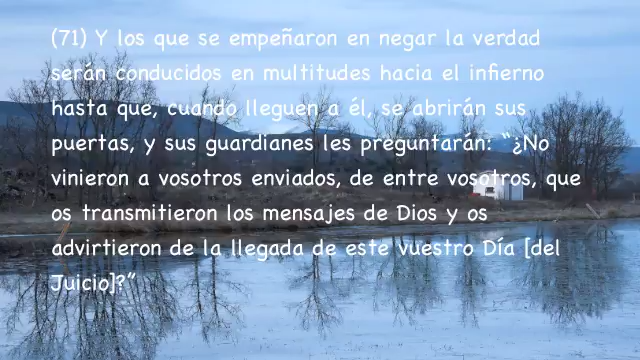 (71) Y los que se empeñaron en negar la verdad
serán conducidos en multitudes hacia el infierno
hasta que, cuando lleguen a él, se abrirán sus
puertas, y sus guardianes les preguntarán: “¿No
vinieron a vosotros enviados, de entre vosotros, que
os transmitieron los mensajes de Dios y os
advirtieron de la llegada de este vuestro Día [del
Juicio]?”